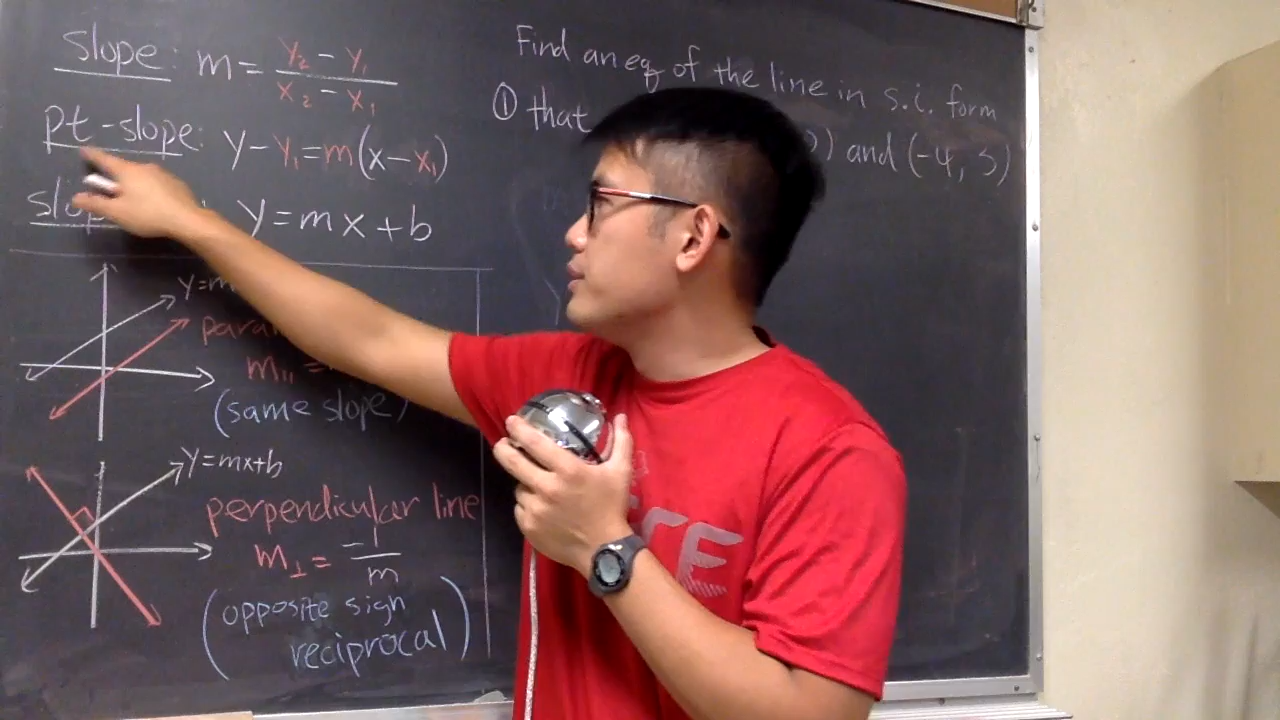 slope: m = (y₂ - y₁)/(x₂ - x₁)
pt-slope: y - y₁ = m(x - x₁)
y = mx + b
(same slope)
y=mx+b
perpendicular line
m⊥ = -1/m
(opposite sign
reciprocal)
Find an eq of the line in s.i. form
① that
) and (-4, 5)